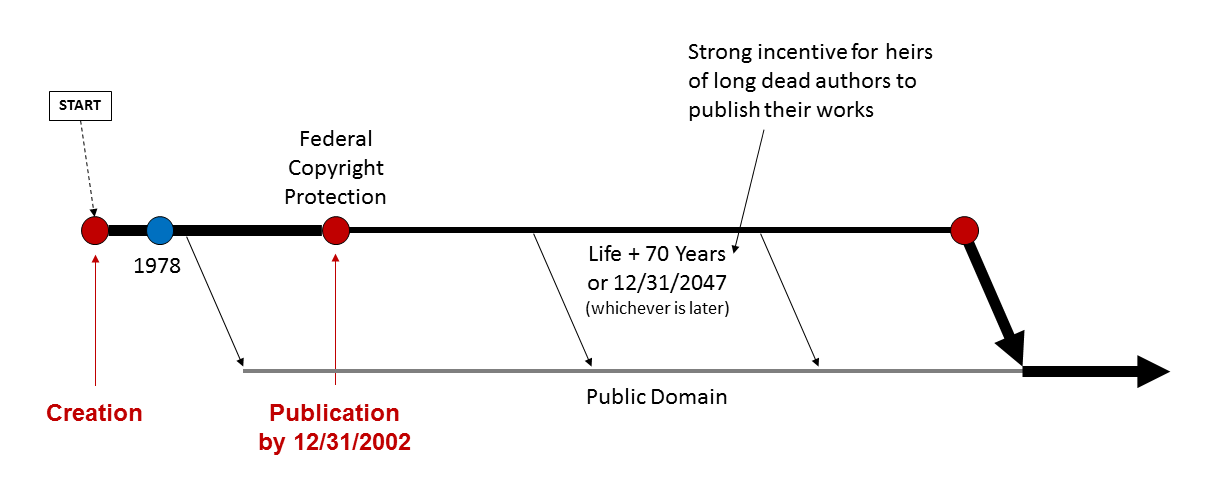 Strong incentive for heirs
of long dead authors to
publish their works
START
Federal
Copyright
Protection
1978
Life + 70 Years
or 12/31/2047
(whichever is later)
Public Domain
Creation
Publication
by 12/31/2002